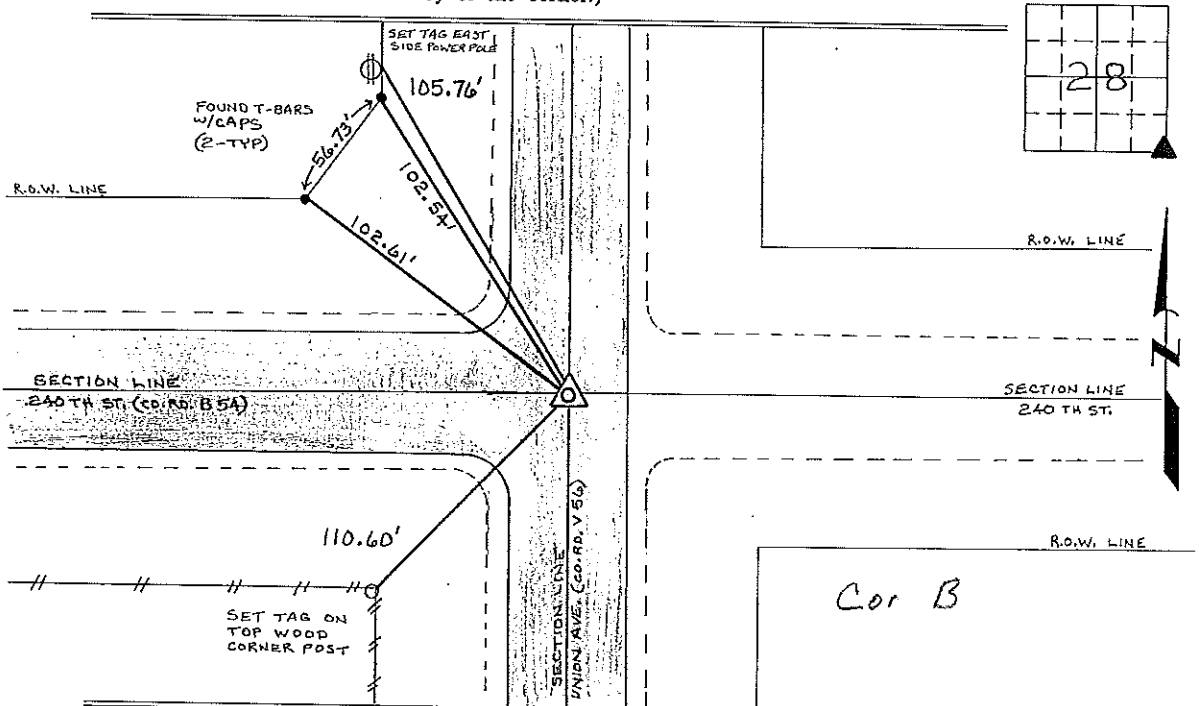 SET TAG EAST
SIDE POWER POLE
105.76'
28
FOUND T-BARS
W/CAPS
(2-TYP)
56.73'
102.54'
R.O.W. LINE
102.61'
R.O.W. LINE
N
SECTION LINE
240 TH ST. (CO. RD. B 54)
SECTION LINE
240 TH ST.
110.60'
SECTION LINE
UNION AVE. (CO. RD. V 56)
R.O.W. LINE
Cor B
SET TAG ON
TOP WOOD
CORNER POST